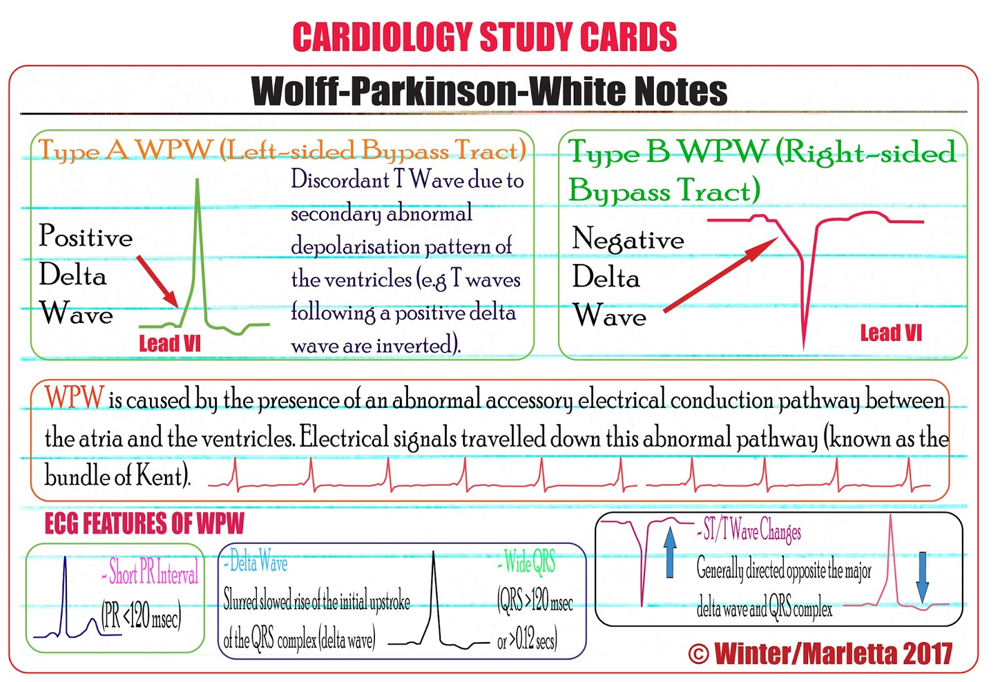 CARDIOLOGY STUDY CARDS
Wolff-Parkinson-White Notes
Type A WPW (Left-sided Bypass Tract)
Positive
Delta
Wave
Lead VI
Discordant T Wave due to
secondary abnormal
depolarisation pattern of
the ventricles (e.g T waves
following a positive delta
wave are inverted).
Type B WPW (Right-sided
Bypass Tract)
Negative
Delta
Wave
Lead VI
WPW is caused by the presence of an abnormal accessory electrical conduction pathway between
the atria and the ventricles. Electrical signals travelled down this abnormal pathway (known as the
bundle of Kent).
ECG FEATURES OF WPW
~Short PR Interval
(PR <120 msec)
~Delta Wave
Slurred slowed rise of the initial upstroke
of the QRS complex (delta wave)
~Wide QRS
(QRS >120 msec
or >0.12 secs)
~ST/T Wave Changes
Generally directed opposite the major
delta wave and QRS complex
© Winter/Marletta 2017